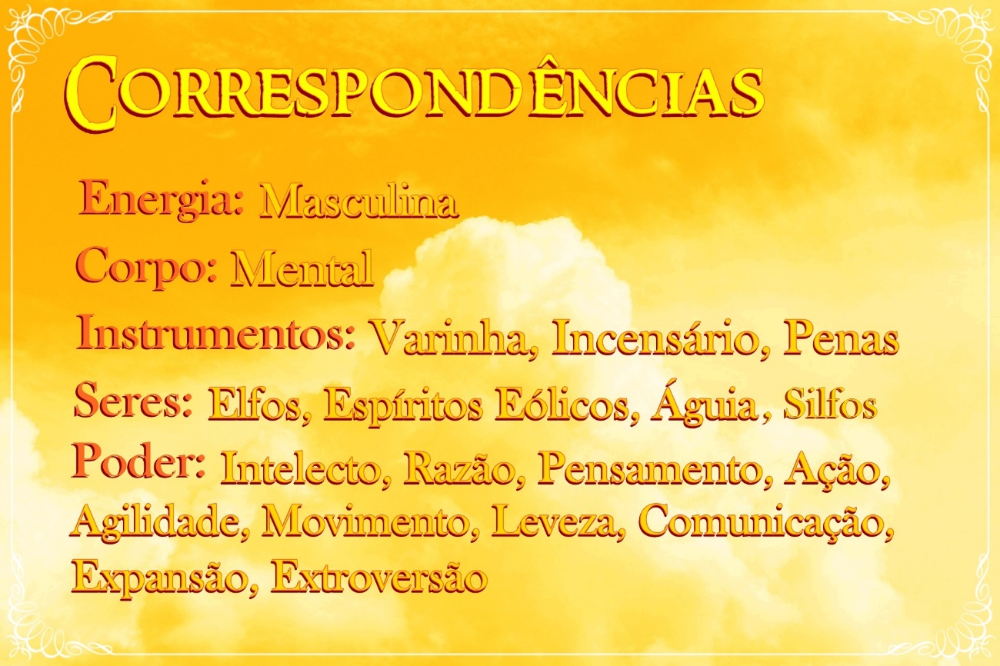 Correspondências
Energia: Masculina
Corpo: Mental
Instrumentos: Varinha, Incensário, Penas
Seres: Elfos, Espíritos Eólicos, Águia, Silfos
Poder: Intelecto, Razão, Pensamento, Ação,
Agilidade, Movimento, Leveza, Comunicação,
Expansão, Extroversão